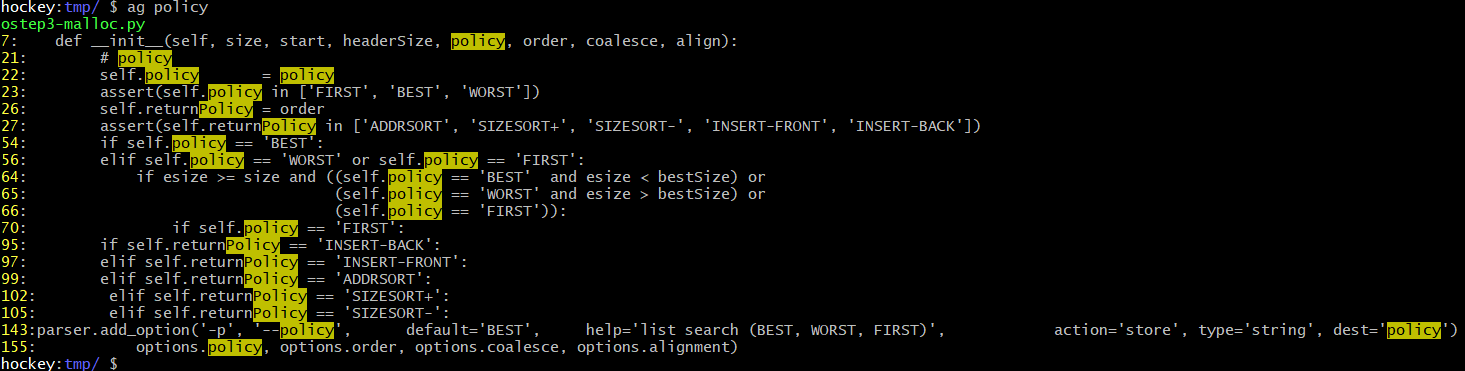 hockey:tmp/ $ ag policy
ostep3-malloc.py
7:    def __init__(self, size, start, headerSize, policy, order, coalesce, align):
21:        # policy
22:        self.policy       = policy
23:        assert(self.policy in ['FIRST', 'BEST', 'WORST'])
26:        self.returnPolicy = order
27:        assert(self.returnPolicy in ['ADDRSORT', 'SIZESORT+', 'SIZESORT-', 'INSERT-FRONT', 'INSERT-BACK'])
54:        if self.policy == 'BEST':
56:        elif self.policy == 'WORST' or self.policy == 'FIRST':
64:            if esize >= size and ((self.policy == 'BEST'  and esize < bestSize) or
65:                                  (self.policy == 'WORST' and esize > bestSize) or
66:                                  (self.policy == 'FIRST')):
70:                if self.policy == 'FIRST':
95:        if self.returnPolicy == 'INSERT-BACK':
97:        elif self.returnPolicy == 'INSERT-FRONT':
99:        elif self.returnPolicy == 'ADDRSORT':
102:        elif self.returnPolicy == 'SIZESORT+':
105:        elif self.returnPolicy == 'SIZESORT-':
143:parser.add_option('-p', '--policy',      default='BEST',    help='list search (BEST, WORST, FIRST)',            action='store', type='string', dest='policy')
155:           options.policy, options.order, options.coalesce, options.alignment)
hockey:tmp/ $